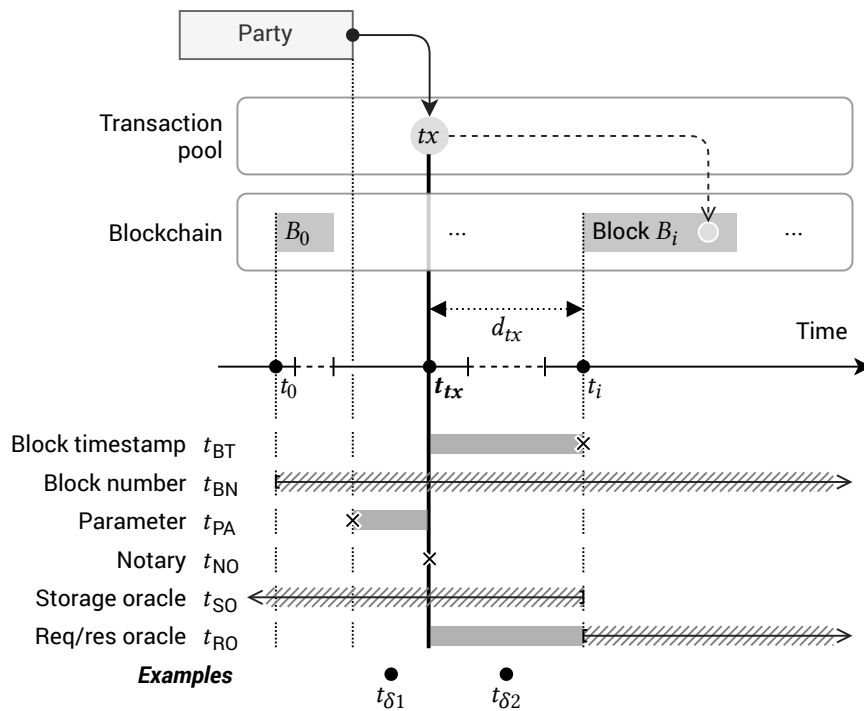 Party
Transaction
pool
tx
Blockchain
B0
...
Block Bi
...
dtx
Time
t0
ttx
ti
Block timestamp tBT
Block number tBN
Parameter tPA
Notary tNO
Storage oracle tSO
Req/res oracle tRO
Examples
tδ1
tδ2